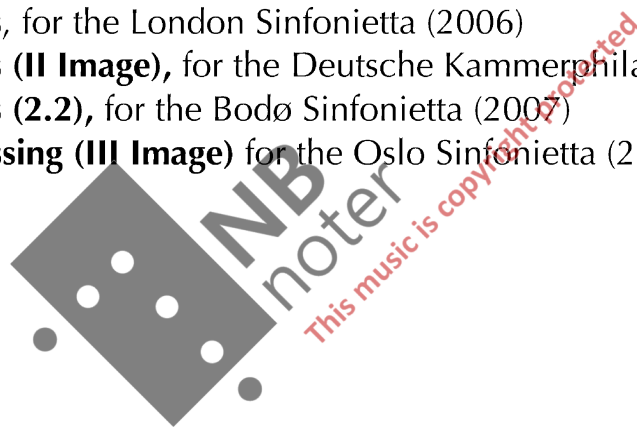 s, for the London Sinfonietta (2006)
s (II Image), for the Deutsche Kammerphila
s (2.2), for the Bodø Sinfonietta (2007)
ssing (III Image) for the Oslo Sinfonietta (2
NB
noter
This music is copyright protected